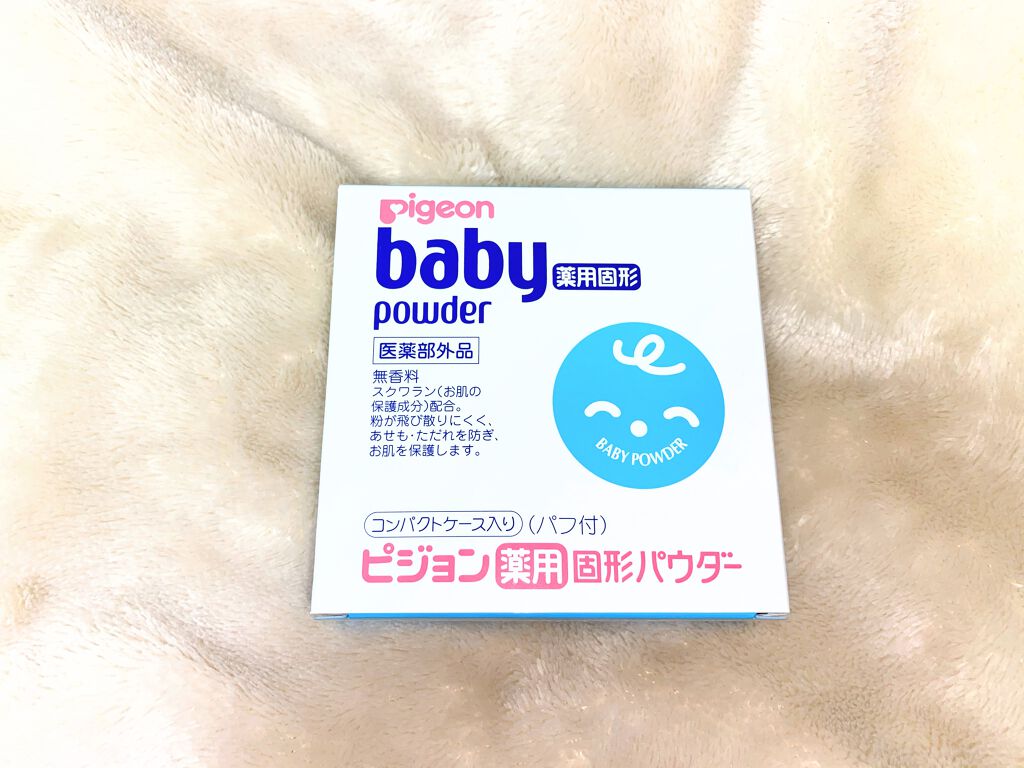 pigeon
baby 薬用固形
powder
医薬部外品
無香料
スクワラン(お肌の
保護成分)配合。
粉が飛び散りにくく、
あせも・ただれを防ぎ、
お肌を保護します。
BABY POWDER
コンパクトケース入り (パフ付)
ピジョン薬用固形パウダー